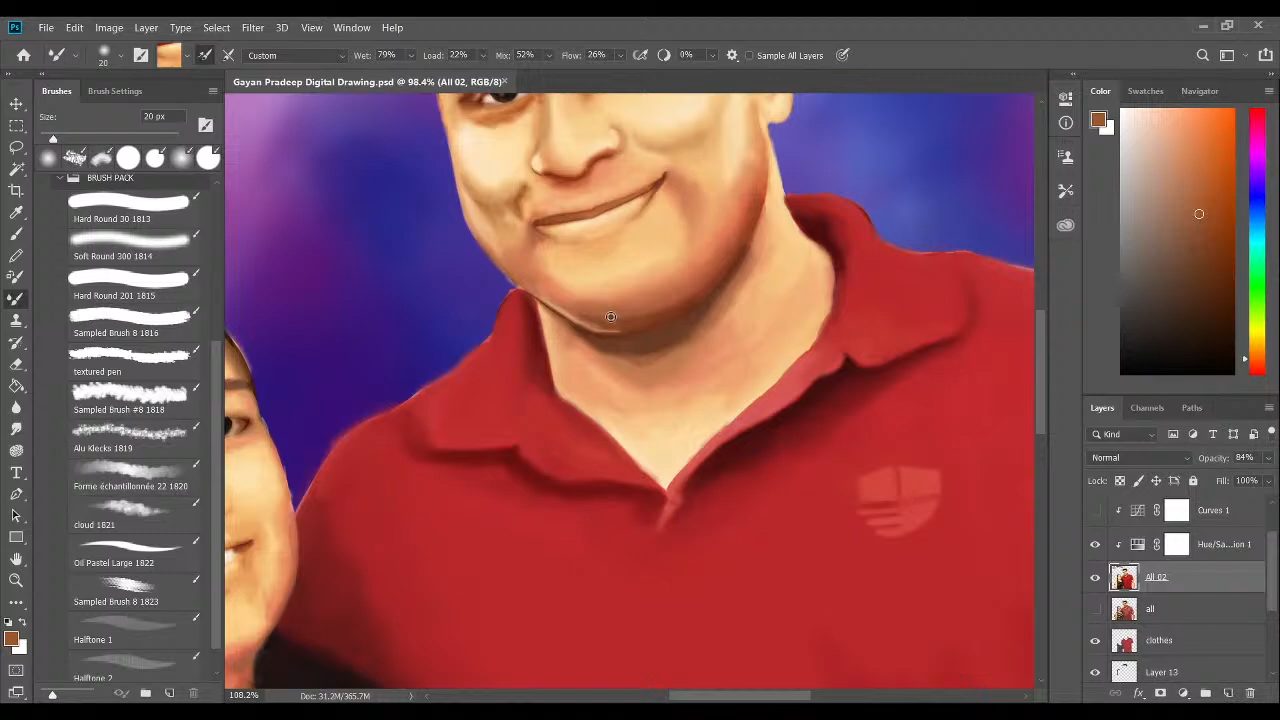 Ps File Edit Image Layer Type Select Filter 3D View Window Help
20 Custom Wet: 79% Load: 22% Mix: 52% Flow: 26% 0% Sample All Layers
Brushes Brush Settings
Size: 20 px
BRUSH PACK
Hard Round 30 1813
Soft Round 300 1814
Hard Round 201 1815
Sampled Brush 8 1816
textured pen
Sampled Brush #8 1818
Alu Klecks 1819
Forme échantillonnée 22 1820
cloud 1821
Oil Pastel Large 1822
Sampled Brush 8 1823
Halftone 1
Halftone 2
Gayan Pradeep Digital Drawing.psd @ 98.4% (All 02, RGB/8)
108.2% Doc: 31.2M/365.7M
Color Swatches Navigator
Layers Channels Paths
Kind
Normal Opacity: 84%
Lock: Fill: 100%
Curves 1
Hue/Sa...ion 1
All 02
all
clothes
Layer 13